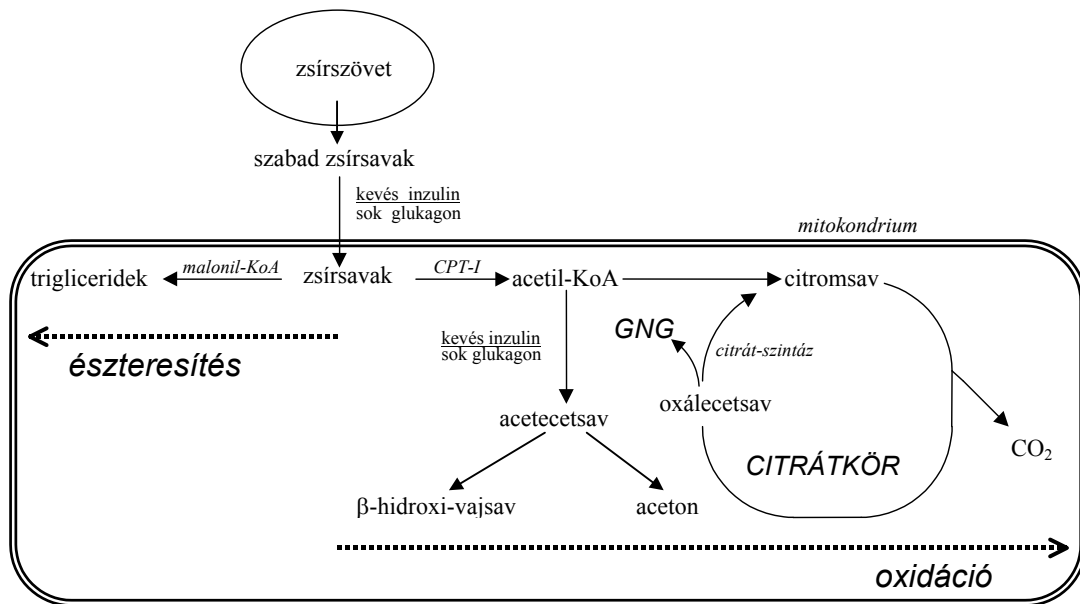 zsírszövet
szabad zsírsavak
kevés inzulin
sok glukagon
mitokondrium
trigliceridek
malonil-KoA
zsírsavak
CPT-I
acetil-KoA
citromsav
észteresítés
kevés inzulin
sok glukagon
GNG
citrát-szintáz
acetecetsav
oxálecetsav
CITRÁTKÖR
CO₂
β-hidroxi-vajsav
aceton
oxidáció